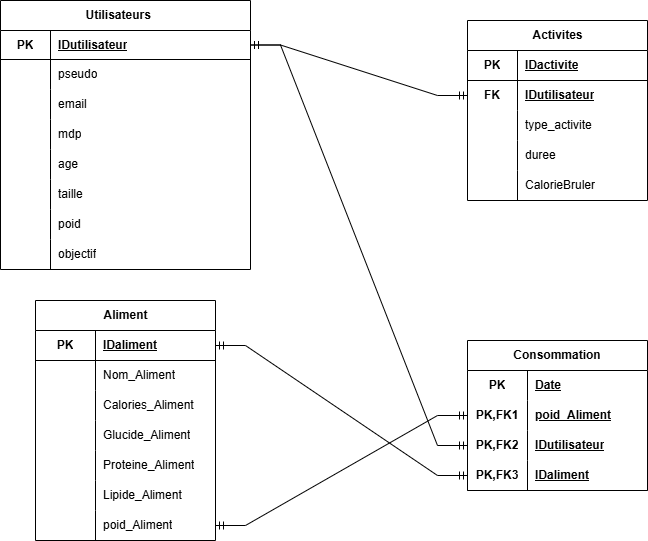 Utilisateurs
PK IDutilisateur
pseudo
email
mdp
age
taille
poid
objectif
Activites
PK IDactivite
FK IDutilisateur
type_activite
duree
CalorieBruler
Aliment
PK IDaliment
Nom_Aliment
Calories_Aliment
Glucide_Aliment
Proteine_Aliment
Lipide_Aliment
poid_Aliment
Consommation
PK Date
PK,FK1 poid_Aliment
PK,FK2 IDutilisateur
PK,FK3 IDaliment